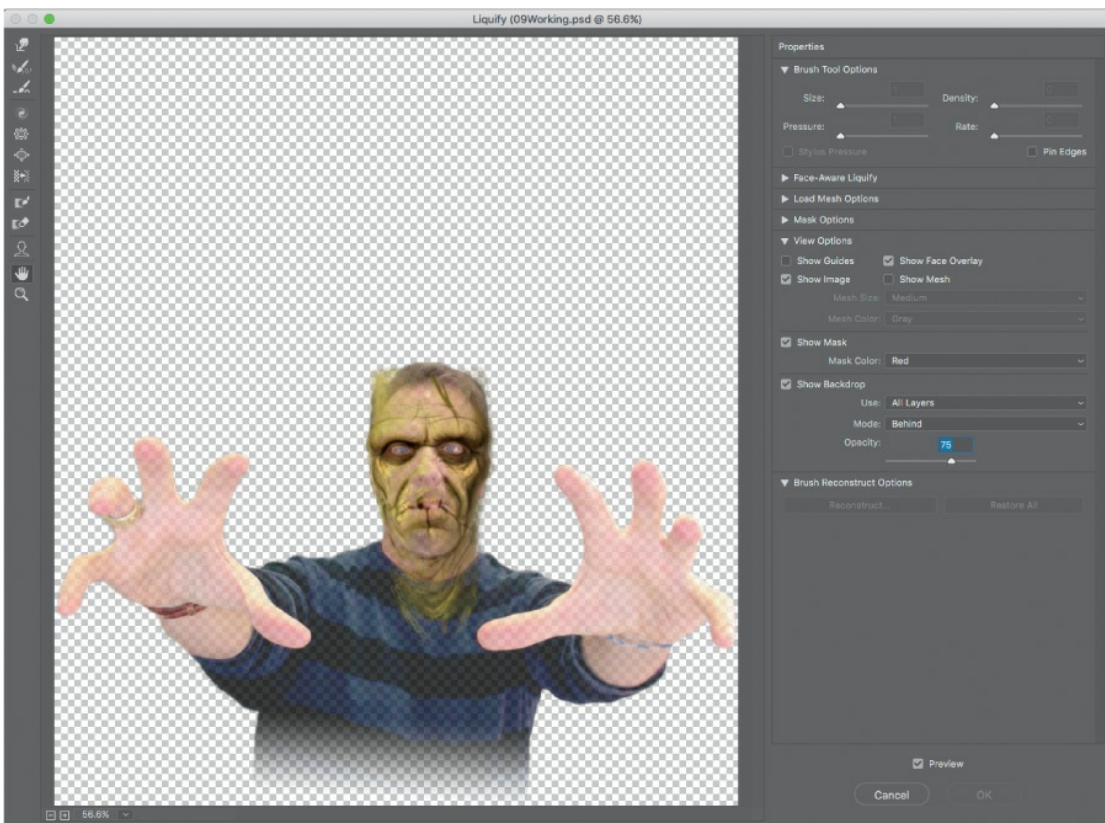 Liquify (09Working.psd @ 56.6%)
Properties
Brush Tool Options
Size:
Density:
Pressure:
Rate:
Stylus Pressure
Pin Edges
Face-Aware Liquify
Load Mesh Options
Mask Options
View Options
Show Guides
Show Face Overlay
Show Image
Show Mesh
Mesh Size: Medium
Mesh Color: Gray
Show Mask
Mask Color: Red
Show Backdrop
Use: All Layers
Mode: Behind
Opacity: 75
Brush Reconstruct Options
Reconstruct...
Restore All
Preview
Cancel
OK
56.6%